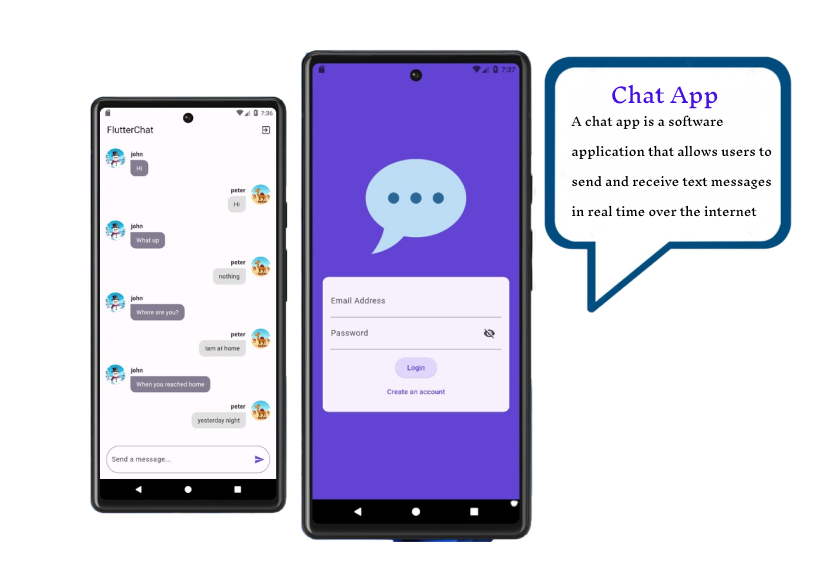 7:36
FlutterChat
john
Hi
peter
Hi
john
What up
peter
nothing
john
Where are you?
peter
Iam at home
john
When you reached home
peter
yesterday night
Send a message...
7:37
Email Address
Password
Login
Create an account
Chat App
A chat app is a software
application that allows users to
send and receive text messages
in real time over the internet